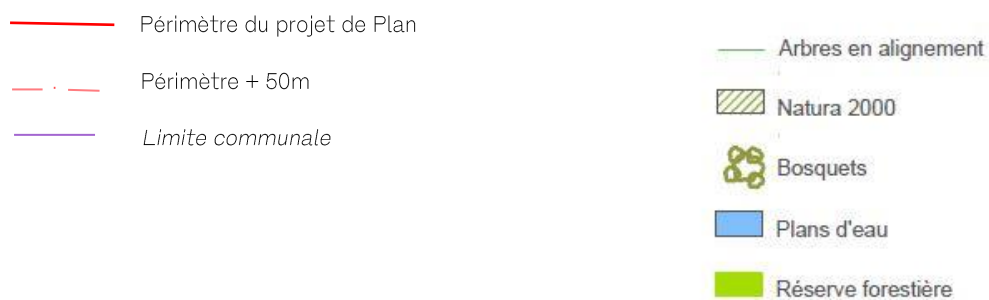 Périmètre du projet de Plan
Périmètre + 50m
Limite communale
Arbres en alignement
Natura 2000
Bosquets
Plans d'eau
Réserve forestière